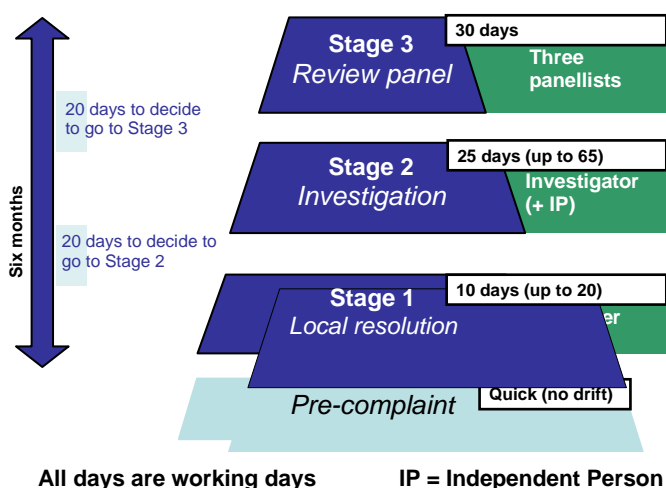 30 days
Stage 3
Review panel
Three
panellists
20 days to decide
to go to Stage 3
25 days (up to 65)
Stage 2
Investigation
Investigator
(+ IP)
20 days to decide to
go to Stage 2
Six months
10 days (up to 20)
Stage 1
Local resolution
Quick (no drift)
Pre-complaint
All days are working days
IP = Independent Person